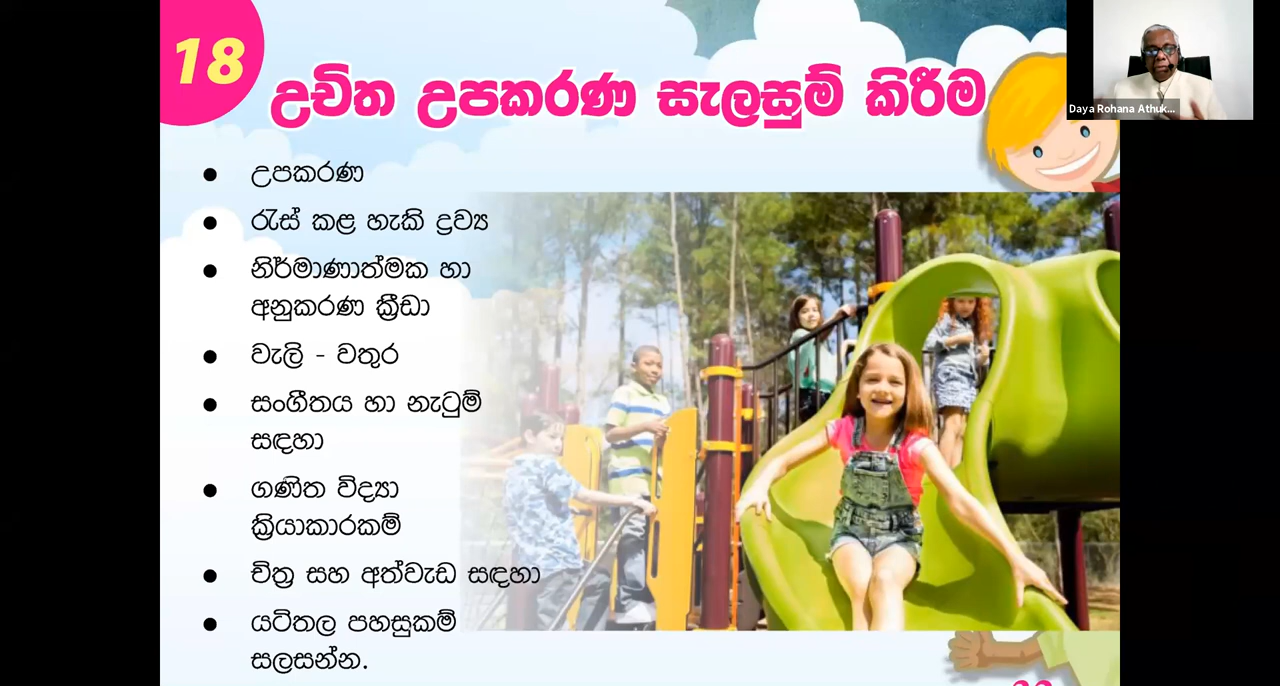 18
උචිත උපකරණ සැලසුම් කිරීම
Daya Rohana Athuk...
● උපකරණ
● රැස් කළ හැකි ද්‍රව්‍ය
● නිර්මාණාත්මක හා
අනුකරණ ක්‍රීඩා
● වැලි - වතුර
● සංගීතය හා නැටුම්
සඳහා
● ගණිත විද්‍යා
ක්‍රියාකාරකම්
● චිත්‍ර සහ අත්වැඩ සඳහා
● යටිතල පහසුකම්
සලසන්න.